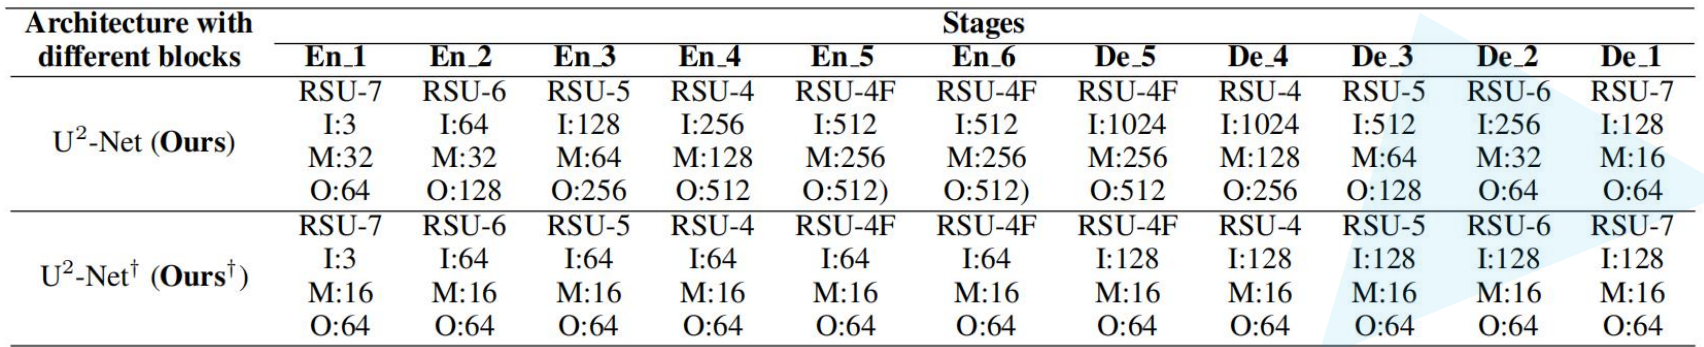 Architecture with different blocks Stages
En_1 En_2 En_3 En_4 En_5 En_6 De_5 De_4 De_3 De_2 De_1
RSU-7 RSU-6 RSU-5 RSU-4 RSU-4F RSU-4F RSU-4F RSU-4 RSU-5 RSU-6 RSU-7
U²-Net (Ours) I:3 I:64 I:128 I:256 I:512 I:512 I:1024 I:1024 I:512 I:256 I:128
M:32 M:32 M:64 M:128 M:256 M:256 M:256 M:128 M:64 M:32 M:16
O:64 O:128 O:256 O:512 O:512) O:512) O:512 O:256 O:128 O:64 O:64
RSU-7 RSU-6 RSU-5 RSU-4 RSU-4F RSU-4F RSU-4F RSU-4 RSU-5 RSU-6 RSU-7
U²-Net† (Ours†) I:3 I:64 I:64 I:64 I:64 I:64 I:128 I:128 I:128 I:128 I:128
M:16 M:16 M:16 M:16 M:16 M:16 M:16 M:16 M:16 M:16 M:16
O:64 O:64 O:64 O:64 O:64 O:64 O:64 O:64 O:64 O:64 O:64